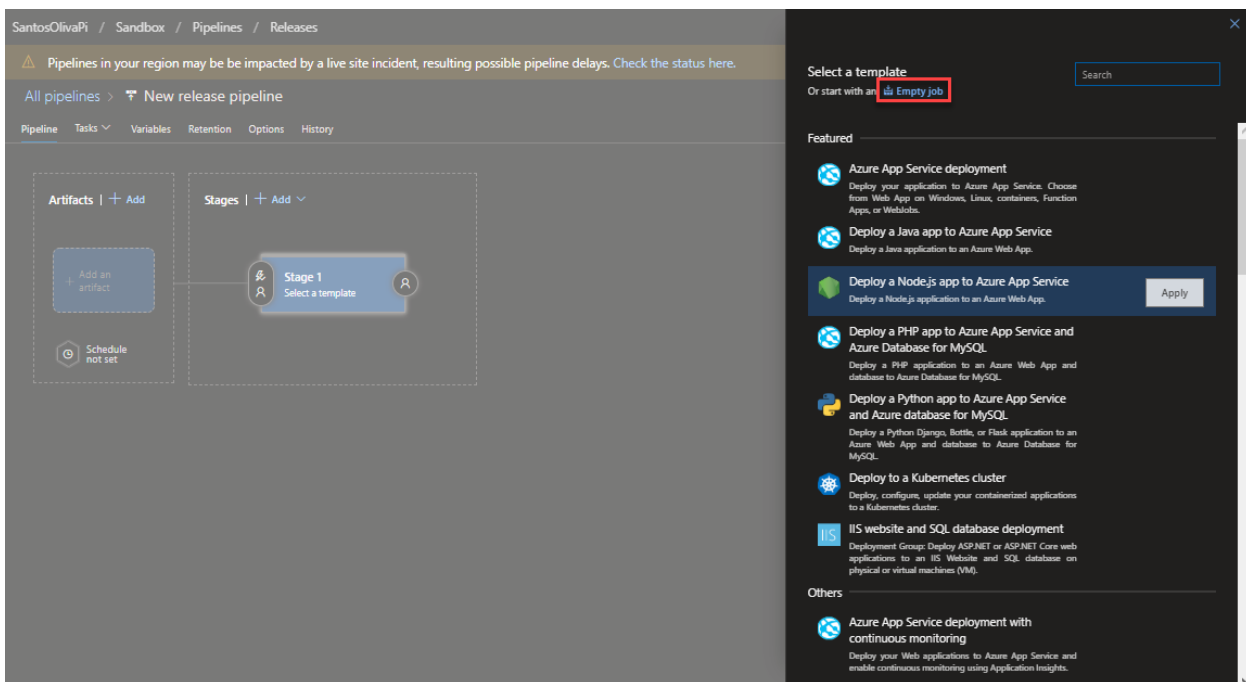 SantosOlivaPi / Sandbox / Pipelines / Releases
Pipelines in your region may be be impacted by a live site incident, resulting possible pipeline delays. Check the status here.
All pipelines > New release pipeline
Pipeline Tasks Variables Retention Options History
Artifacts | + Add
Stages | + Add
+ Add an
artifact
Stage 1
Select a template
Schedule
not set
Select a template
Search
Or start with an Empty job
Featured
Azure App Service deployment
Deploy your application to Azure App Service. Choose
from Web App on Windows, Linux, containers, Function
Apps, or WebJobs.
Deploy a Java app to Azure App Service
Deploy a Java application to an Azure Web App.
Deploy a Node.js app to Azure App Service
Deploy a Node.js application to an Azure Web App.
Apply
Deploy a PHP app to Azure App Service and
Azure Database for MySQL
Deploy a PHP application to an Azure Web App and
database to Azure Database for MySQL.
Deploy a Python app to Azure App Service
and Azure database for MySQL.
Deploy a Python Django, Bottle, or Flask application to an
Azure Web App and database to Azure Database for
MySQL.
Deploy to a Kubernetes cluster
Deploy, configure, update your containerized applications
to a Kubernetes cluster.
IIS
IIS website and SQL database deployment
Deployment Group: Deploy ASP.NET or ASP.NET Core web
applications to an IIS Website and SQL database on
physical or virtual machines (VM).
Others
Azure App Service deployment with
continuous monitoring
Deploy your Web applications to Azure App Service and
enable continuous monitoring using Application Insights.